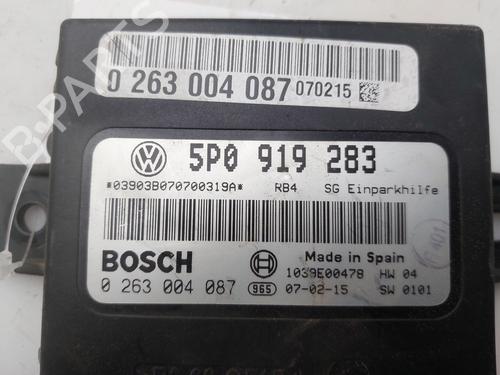 B-PARTS
0 263 004 087 070215
5P0 919 283
*03903B070700319A* RB4 SG Einparkhilfe
BOSCH
Made in Spain
1039E00478 HW 04
0 263 004 087 965 07-02-15 SW 0101